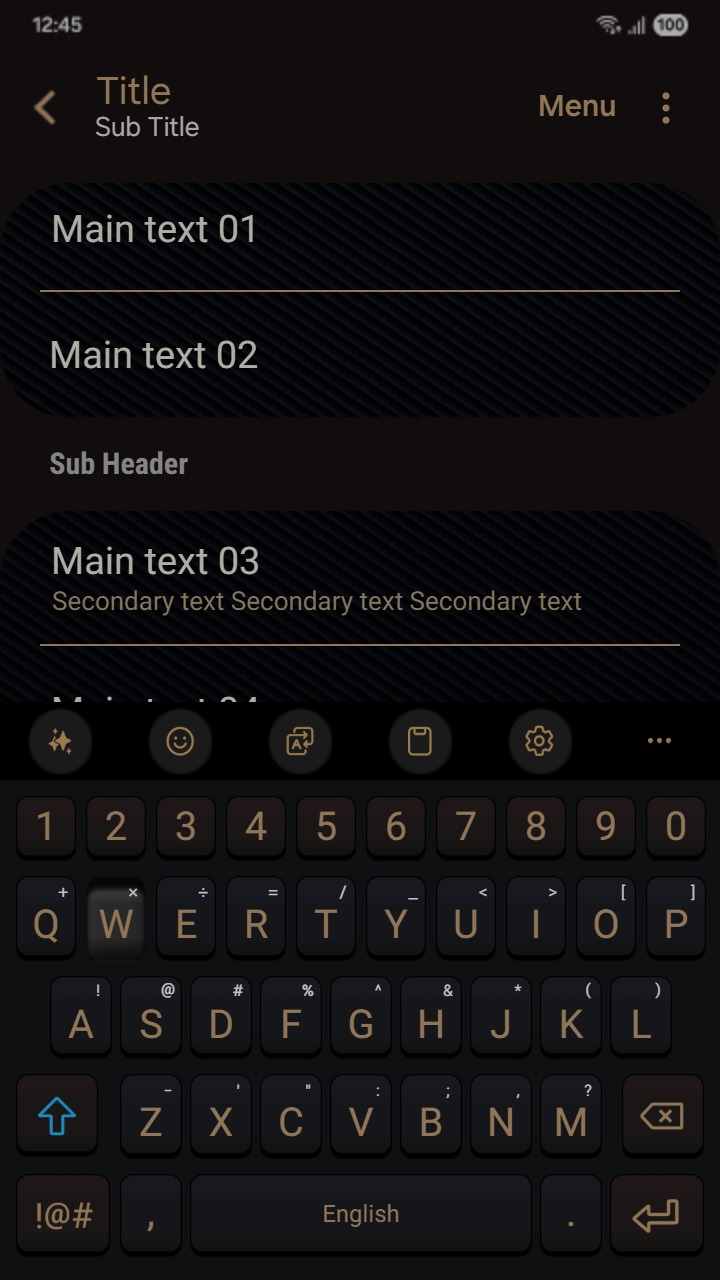 12:45
100
Title
Sub Title
Menu
Main text 01
Main text 02
Sub Header
Main text 03
Secondary text Secondary text Secondary text
1 2 3 4 5 6 7 8 9 0
+ × ÷ = / _ < > [ ]
Q W E R T Y U I O P
! @ # % ^ & * ( )
A S D F G H J K L
- ' " : ; , ?
Z X C V B N M
!@# , English .